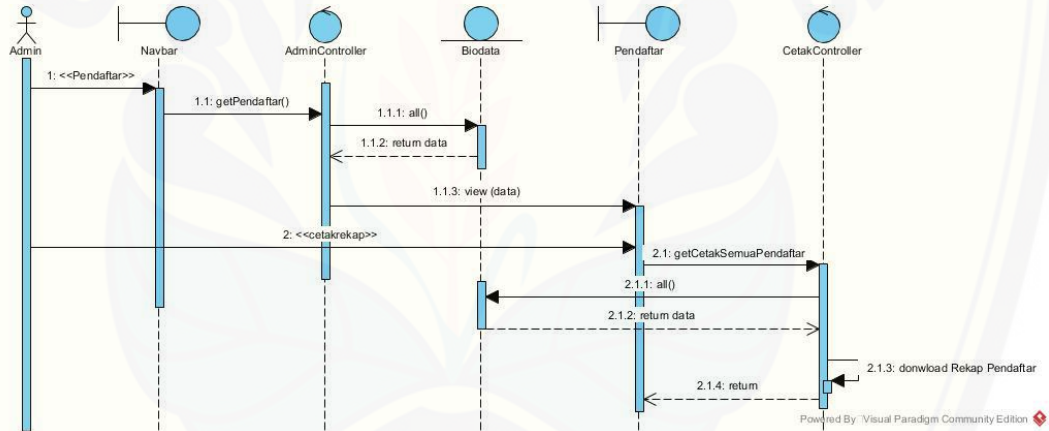 Admin
Navbar
AdminController
Biodata
Pendaftar
CetakController
1: <<Pendaftar>>
1.1: getPendaftar()
1.1.1: all()
1.1.2: return data
1.1.3: view (data)
2: <<cetakrekap>>
2.1: getCetakSemuaPendaftar
2.1.1: all()
2.1.2: return data
2.1.3: donwload Rekap Pendaftar
2.1.4: return
Powered By Visual Paradigm Community Edition